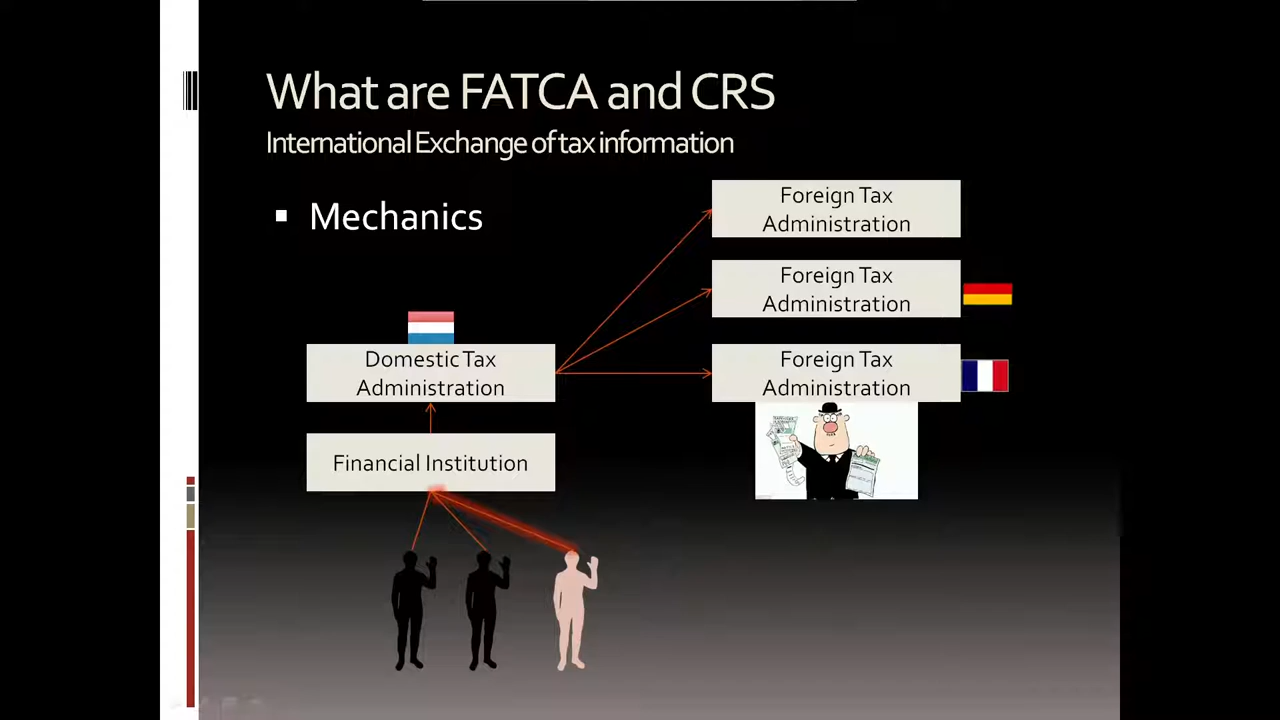 What are FATCA and CRS
International Exchange of tax information
▪ Mechanics
Foreign Tax
Administration
Foreign Tax
Administration
Domestic Tax
Administration
Foreign Tax
Administration
Financial Institution